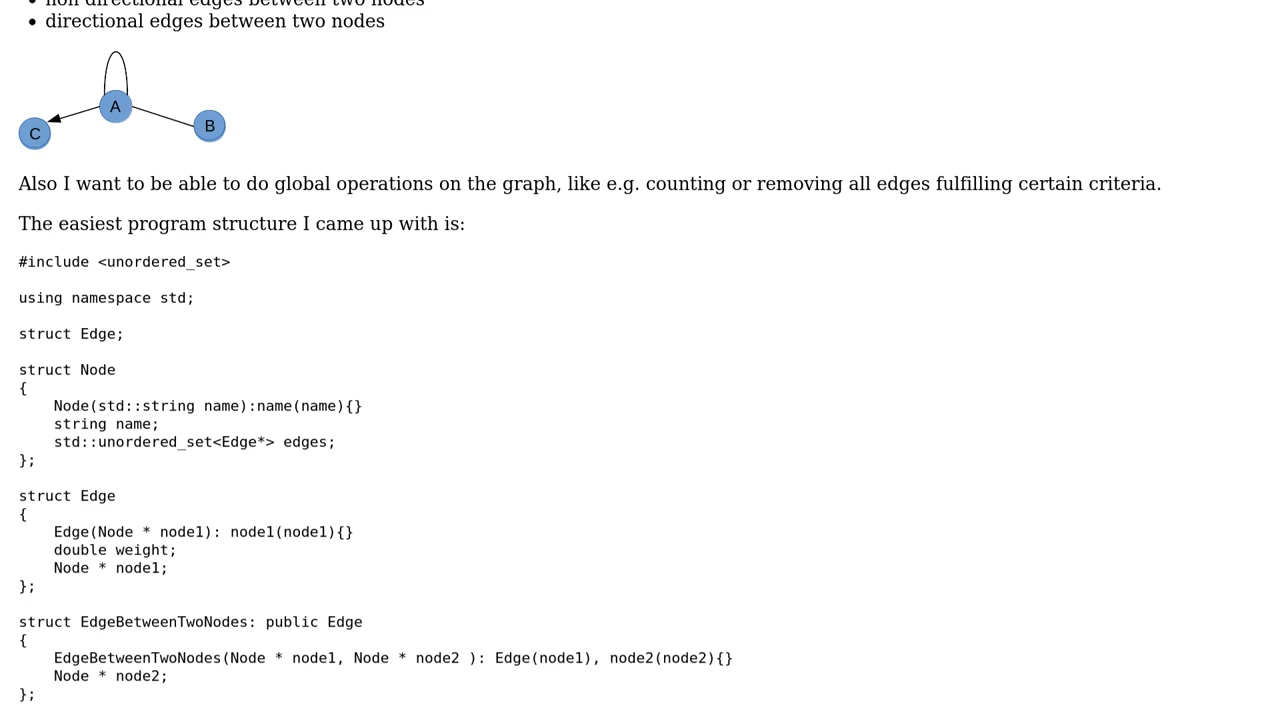 • non directional edges between two nodes
• directional edges between two nodes
A
C
B
Also I want to be able to do global operations on the graph, like e.g. counting or removing all edges fulfilling certain criteria.
The easiest program structure I came up with is:
#include <unordered_set>
using namespace std;
struct Edge;
struct Node
{
    Node(std::string name):name(name){}
    string name;
    std::unordered_set<Edge*> edges;
};
struct Edge
{
    Edge(Node * node1): node1(node1){}
    double weight;
    Node * node1;
};
struct EdgeBetweenTwoNodes: public Edge
{
    EdgeBetweenTwoNodes(Node * node1, Node * node2 ): Edge(node1), node2(node2){}
    Node * node2;
};